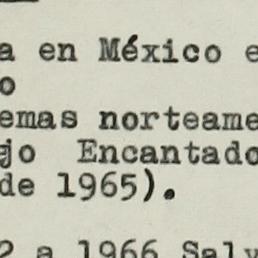 a en México e
o
emas norteame
jo Encantado
de 1965).
2 a 1966 Salv